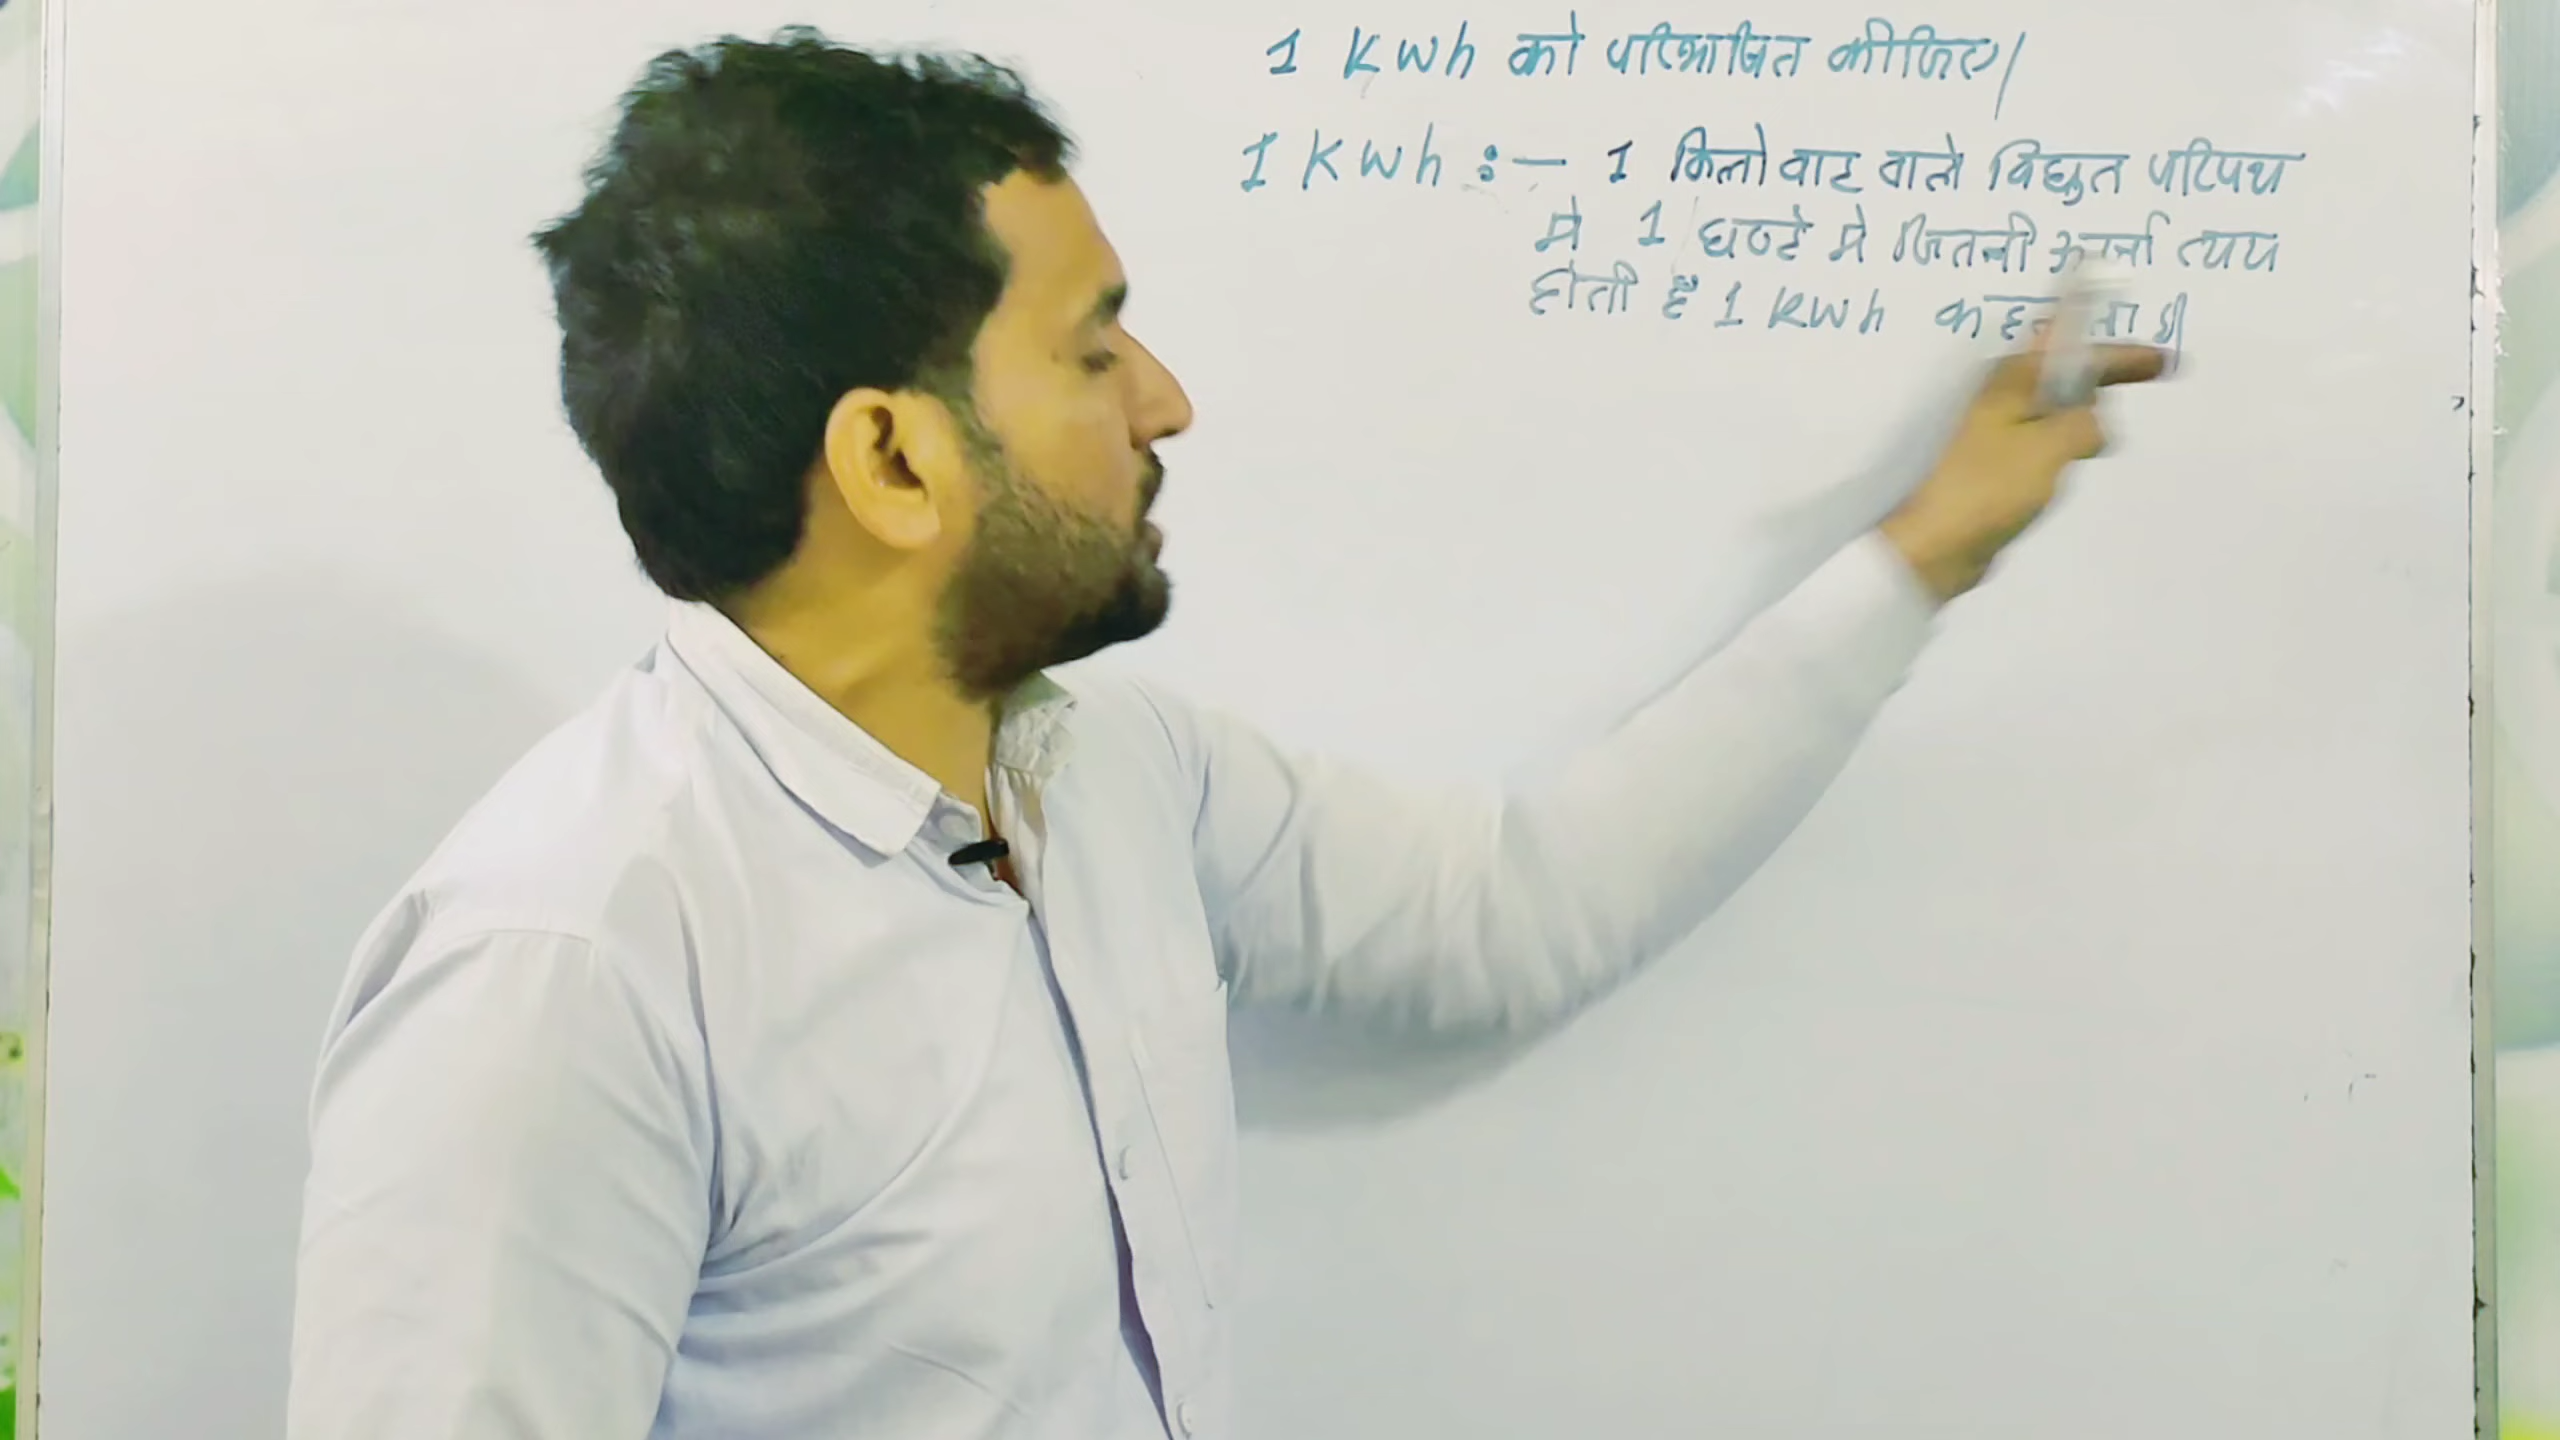 1 Kwh को परिभाषित कीजिए।
1 Kwh :- 1 किलोवाट वाले विद्युत परिपथ
मे 1 घण्टे मे जितनी ऊर्जा व्यय
होती है 1 Kwh